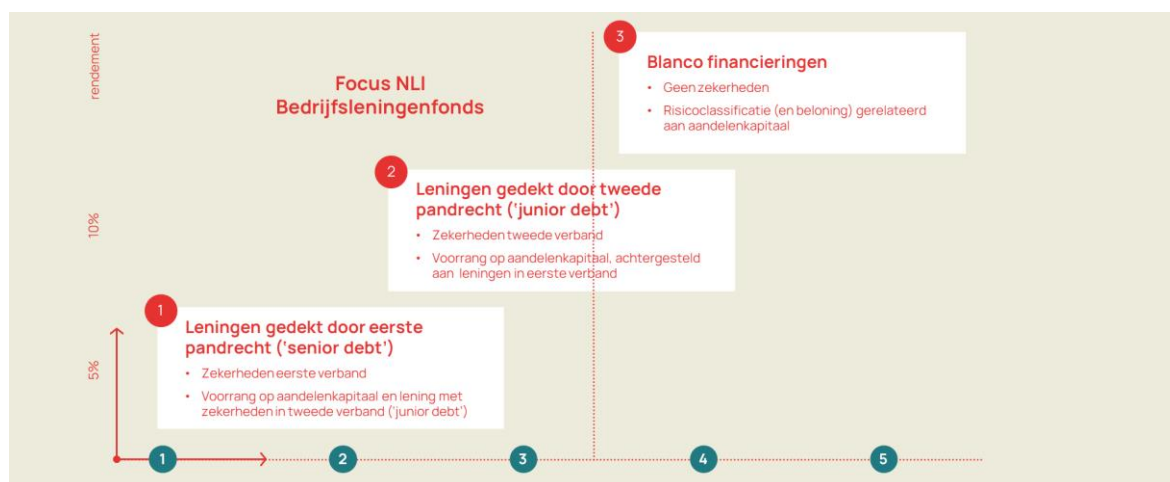 rendement
10%
5%
Focus NLI
Bedrijfsleningenfonds
3
Blanco financieringen
• Geen zekerheden
• Risicoclassificatie (en beloning) gerelateerd
aan aandelenkapitaal
2
Leningen gedekt door tweede
pandrecht (‘junior debt’)
• Zekerheden tweede verband
• Voorrang op aandelenkapitaal, achtergesteld
aan leningen in eerste verband
1
Leningen gedekt door eerste
pandrecht (‘senior debt’)
• Zekerheden eerste verband
• Voorrang op aandelenkapitaal en lening met
zekerheden in tweede verband (‘junior debt’)
1 2 3 4 5